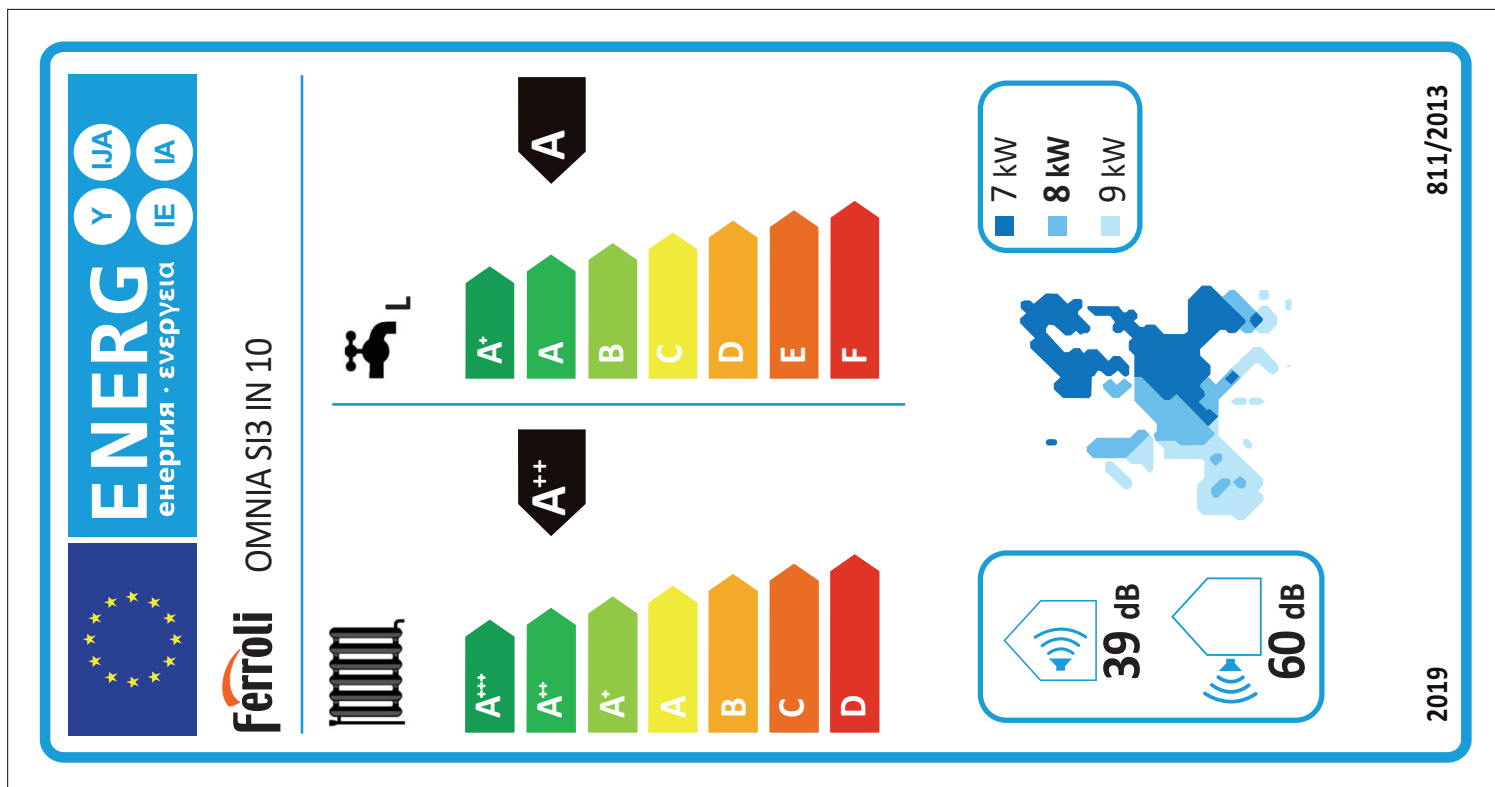 ENERG
енергия · ενεργεια
Y IJA
IE IA
Ferroli
OMNIA SI3 IN 10
A⁺⁺⁺
A⁺⁺
A⁺
A
B
C
D
A⁺⁺
L
A⁺
A
B
C
D
E
F
A
39 dB
60 dB
7 kW
8 kW
9 kW
2019
811/2013